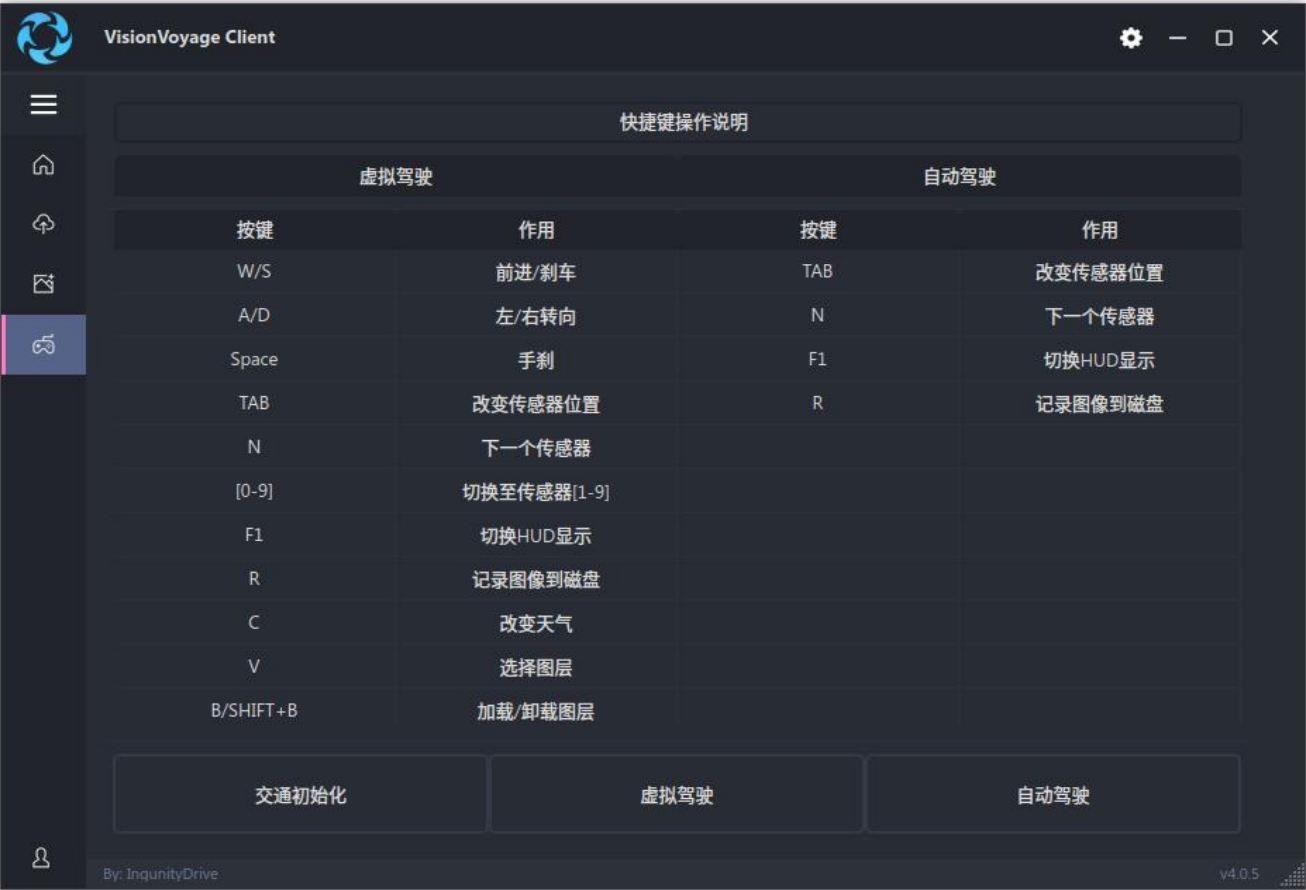 VisionVoyage Client
快捷键操作说明
虚拟驾驶 自动驾驶
按键 作用 按键 作用
W/S 前进/刹车 TAB 改变传感器位置
A/D 左/右转向 N 下一个传感器
Space 手刹 F1 切换HUD显示
TAB 改变传感器位置 R 记录图像到磁盘
N 下一个传感器
[0-9] 切换至传感器[1-9]
F1 切换HUD显示
R 记录图像到磁盘
C 改变天气
V 选择图层
B/SHIFT+B 加载/卸载图层
交通初始化 虚拟驾驶 自动驾驶
By: InqunityDrive v4.0.5